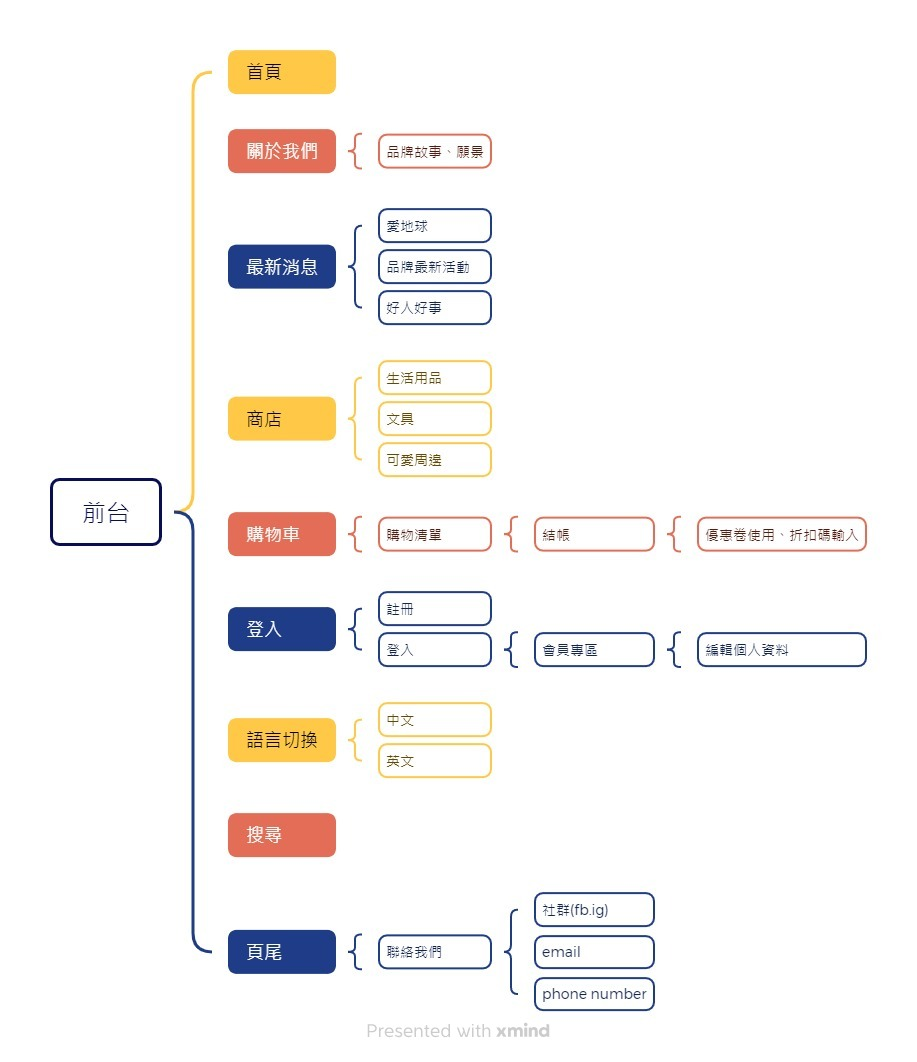 首頁
關於我們
品牌故事、願景
最新消息
愛地球
品牌最新活動
好人好事
商店
生活用品
文具
可愛周邊
前台
購物車
購物清單
結帳
優惠卷使用、折扣碼輸入
登入
註冊
登入
會員專區
編輯個人資料
語言切換
中文
英文
搜尋
頁尾
聯絡我們
社群(fb.ig)
email
phone number
Presented with xmind